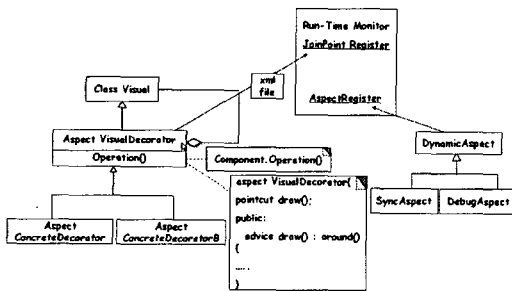 Run-Time Monitor
JoinPoint Register
xml
file
Class Visual
AspectRegister
Aspect VisualDecorator
Operation()
Component.Operation()
DynamicAspect
aspect VisualDecorator{
pointcut draw();
public:
advice draw() : around()
{
.....
}
SyncAspect
DebugAspect
Aspect
ConcreteDecorator
Aspect
ConcreteDecoratorB